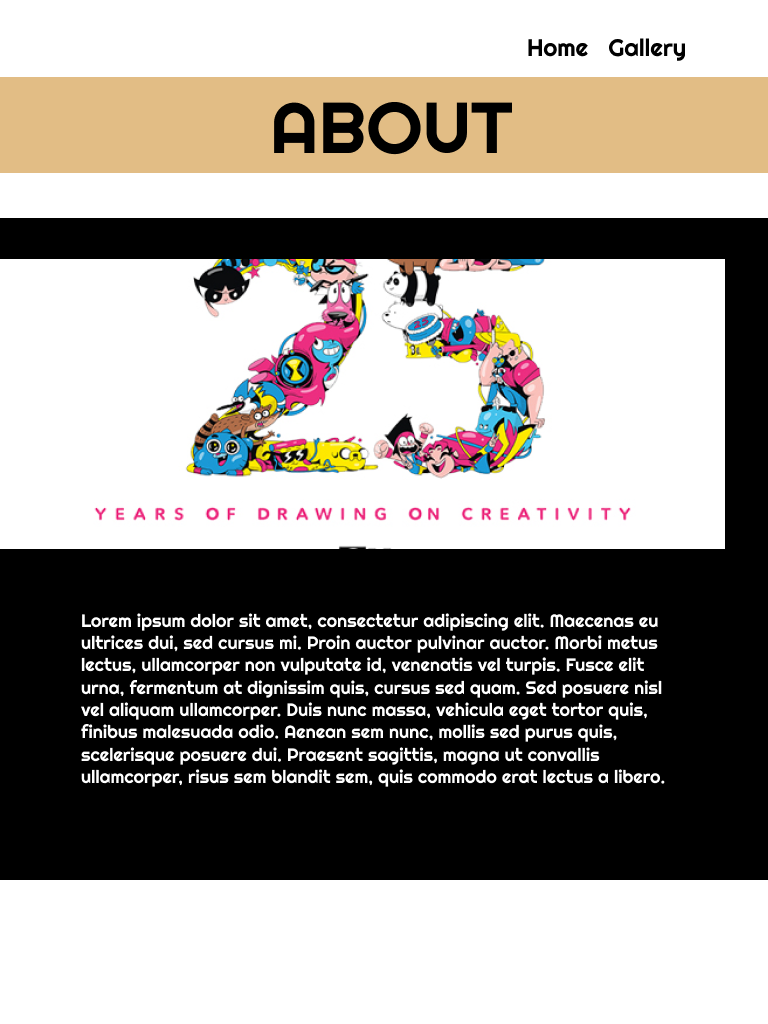 Home Gallery
ABOUT
25
YEARS OF DRAWING ON CREATIVITY
Lorem ipsum dolor sit amet, consectetur adipiscing elit. Maecenas eu
ultrices dui, sed cursus mi. Proin auctor pulvinar auctor. Morbi metus
lectus, ullamcorper non vulputate id, venenatis vel turpis. Fusce elit
urna, fermentum at dignissim quis, cursus sed quam. Sed posuere nisl
vel aliquam ullamcorper. Duis nunc massa, vehicula eget tortor quis,
finibus malesuada odio. Aenean sem nunc, mollis sed purus quis,
scelerisque posuere dui. Praesent sagittis, magna ut convallis
ullamcorper, risus sem blandit sem, quis commodo erat lectus a libero.